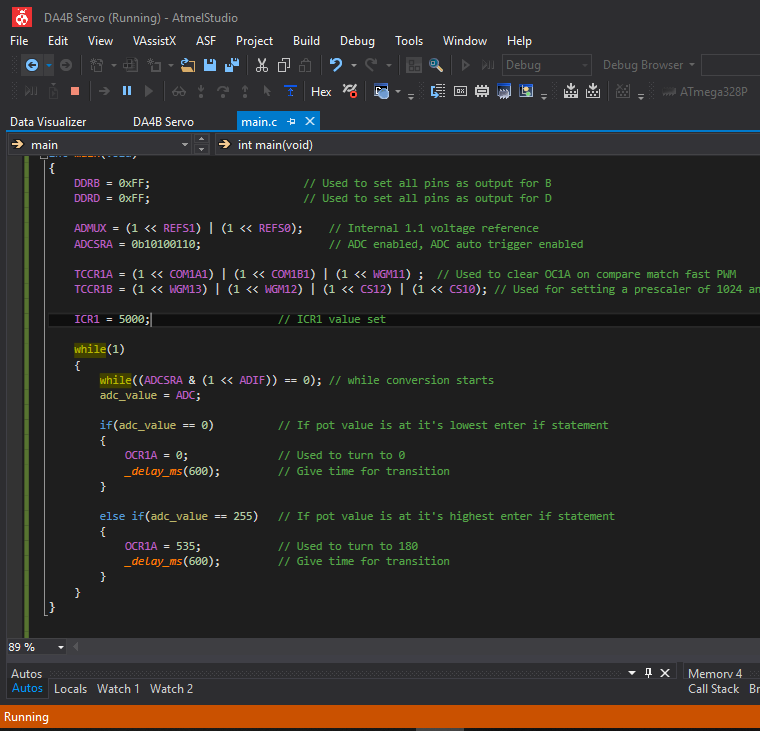 DA4B Servo (Running) - AtmelStudio
File Edit View VAssistX ASF Project Build Debug Tools Window Help
Debug Debug Browser
Hex ATmega328P
Data Visualizer DA4B Servo main.c
main int main(void)
int main(void)
{
DDRB = 0xFF; // Used to set all pins as output for B
DDRD = 0xFF; // Used to set all pins as output for D
ADMUX = (1 << REFS1) | (1 << REFS0); // Internal 1.1 voltage reference
ADCSRA = 0b10100110; // ADC enabled, ADC auto trigger enabled
TCCR1A = (1 << COM1A1) | (1 << COM1B1) | (1 << WGM11) ; // Used to clear OC1A on compare match fast PWM
TCCR1B = (1 << WGM13) | (1 << WGM12) | (1 << CS12) | (1 << CS10); // Used for setting a prescaler of 1024 an
ICR1 = 5000; // ICR1 value set
while(1)
{
while((ADCSRA & (1 << ADIF)) == 0); // while conversion starts
adc_value = ADC;
if(adc_value == 0) // If pot value is at it's lowest enter if statement
{
OCR1A = 0; // Used to turn to 0
_delay_ms(600); // Give time for transition
}
else if(adc_value == 255) // If pot value is at it's highest enter if statement
{
OCR1A = 535; // Used to turn to 180
_delay_ms(600); // Give time for transition
}
}
}
89 %
Autos Memory 4
Autos Locals Watch 1 Watch 2 Call Stack Br
Running